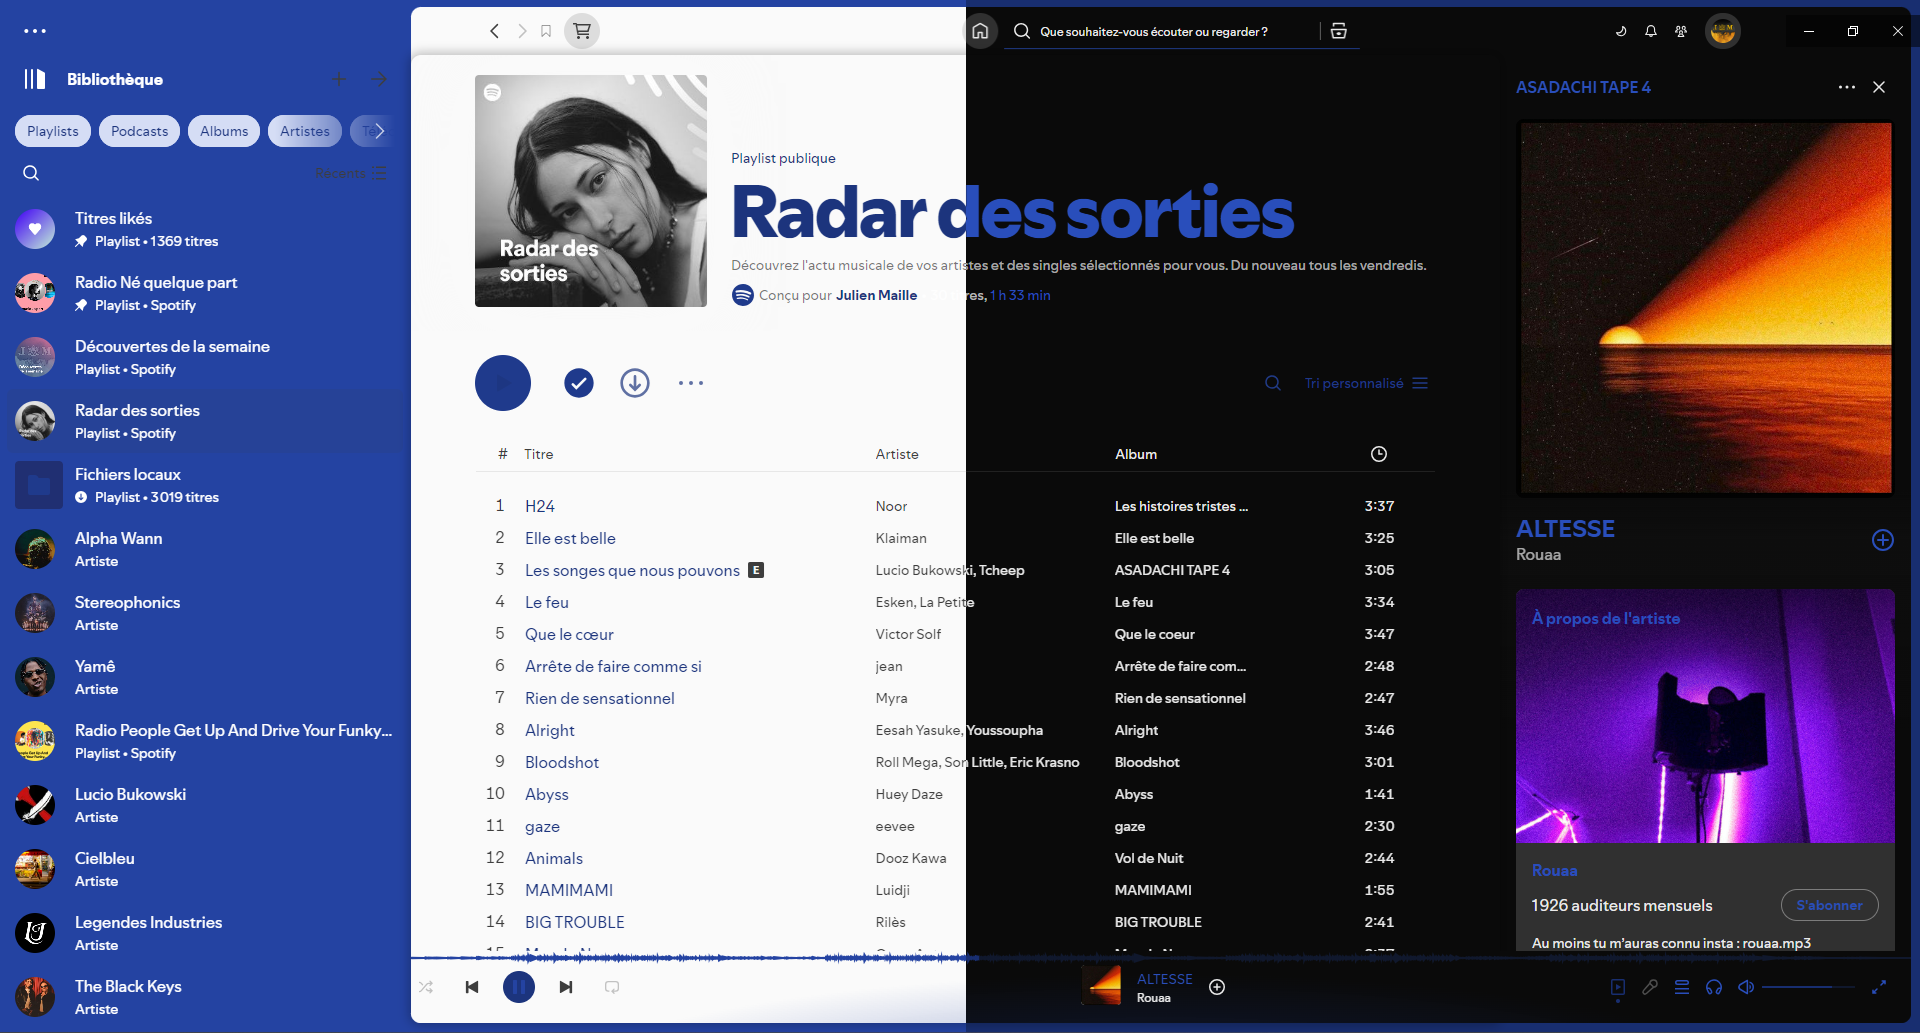 Que souhaitez-vous écouter ou regarder ?
Bibliothèque
Playlists
Podcasts
Albums
Artistes
Récents
Titres likés
Playlist • 1 369 titres
Radio Né quelque part
Playlist • Spotify
Découvertes de la semaine
Playlist • Spotify
Radar des sorties
Playlist • Spotify
Fichiers locaux
Playlist • 3 019 titres
Alpha Wann
Artiste
Stereophonics
Artiste
Yamê
Artiste
Radio People Get Up And Drive Your Funky...
Playlist • Spotify
Lucio Bukowski
Artiste
Cielbleu
Artiste
Legendes Industries
Artiste
The Black Keys
Artiste
Radar des
sorties
Playlist publique
Radar des sorties
Découvrez l'actu musicale de vos artistes et des singles sélectionnés pour vous. Du nouveau tous les vendredis.
Conçu pour Julien Maille
1 h 33 min
Tri personnalisé
# Titre Artiste Album
1 H24 Noor Les histoires tristes ... 3:37
2 Elle est belle Klaiman Elle est belle 3:25
3 Les songes que nous pouvons E Lucio Bukowski, Tcheep ASADACHI TAPE 4 3:05
4 Le feu Esken, La Petite Le feu 3:34
5 Que le cœur Victor Solf Que le coeur 3:47
6 Arrête de faire comme si jean Arrête de faire com... 2:48
7 Rien de sensationnel Myra Rien de sensationnel 2:47
8 Alright Eesah Yasuke, Youssoupha Alright 3:46
9 Bloodshot Roll Mega, Son Little, Eric Krasno Bloodshot 3:01
10 Abyss Huey Daze Abyss 1:41
11 gaze eevee gaze 2:30
12 Animals Dooz Kawa Vol de Nuit 2:44
13 MAMIMAMI Luidji MAMIMAMI 1:55
14 BIG TROUBLE Rilès BIG TROUBLE 2:41
ASADACHI TAPE 4
ALTESSE
Rouaa
À propos de l'artiste
Rouaa
1 926 auditeurs mensuels
S'abonner
Au moins tu m'auras connu insta : rouaa.mp3
ALTESSE
Rouaa